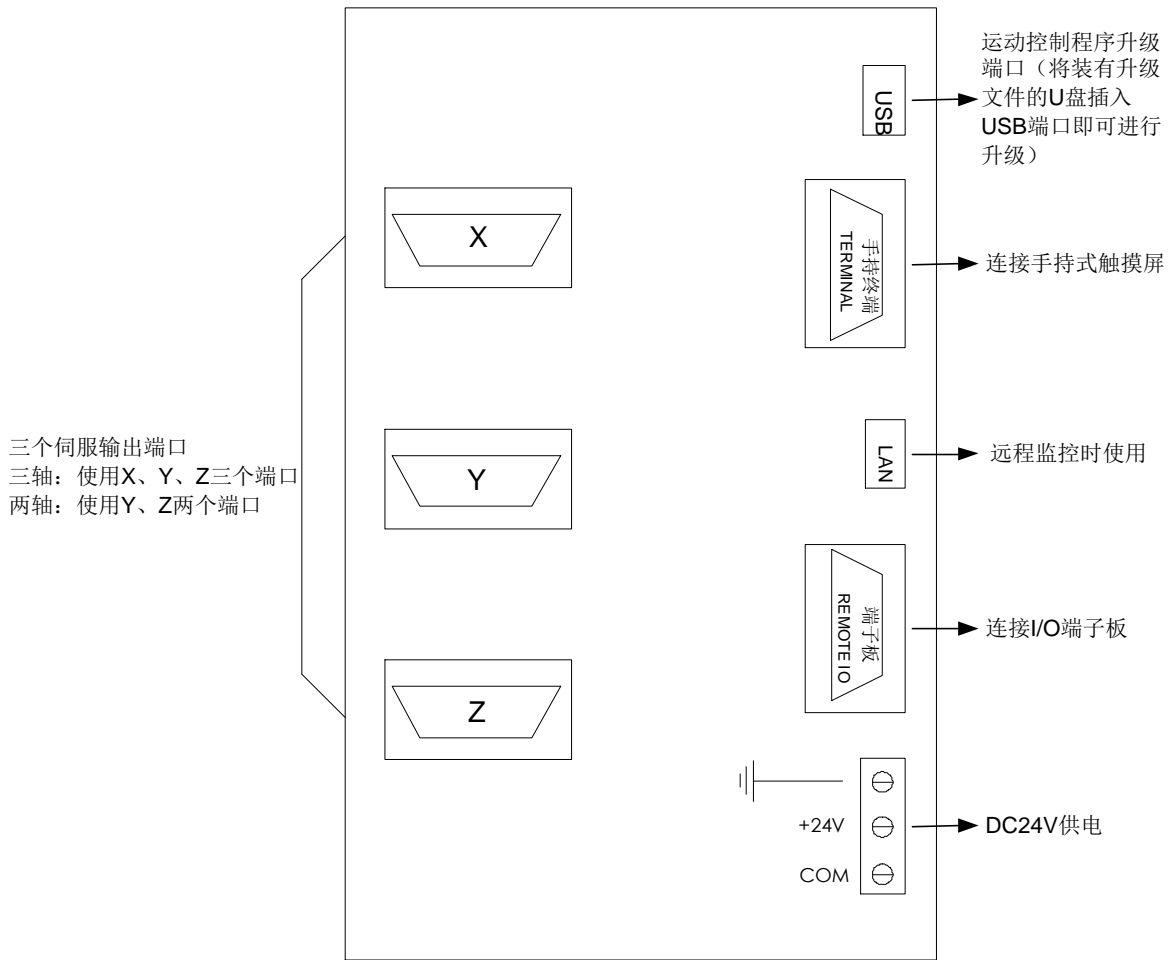 运动控制程序升级
端口（将装有升级
文件的U盘插入
USB端口即可进行
升级）
USB
X
手持终端
TERMINAL
连接手持式触摸屏
三个伺服输出端口
三轴：使用X、Y、Z三个端口
两轴：使用Y、Z两个端口
Y
LAN
远程监控时使用
端子板
REMOTE IO
连接I/O端子板
Z
+24V
DC24V供电
COM